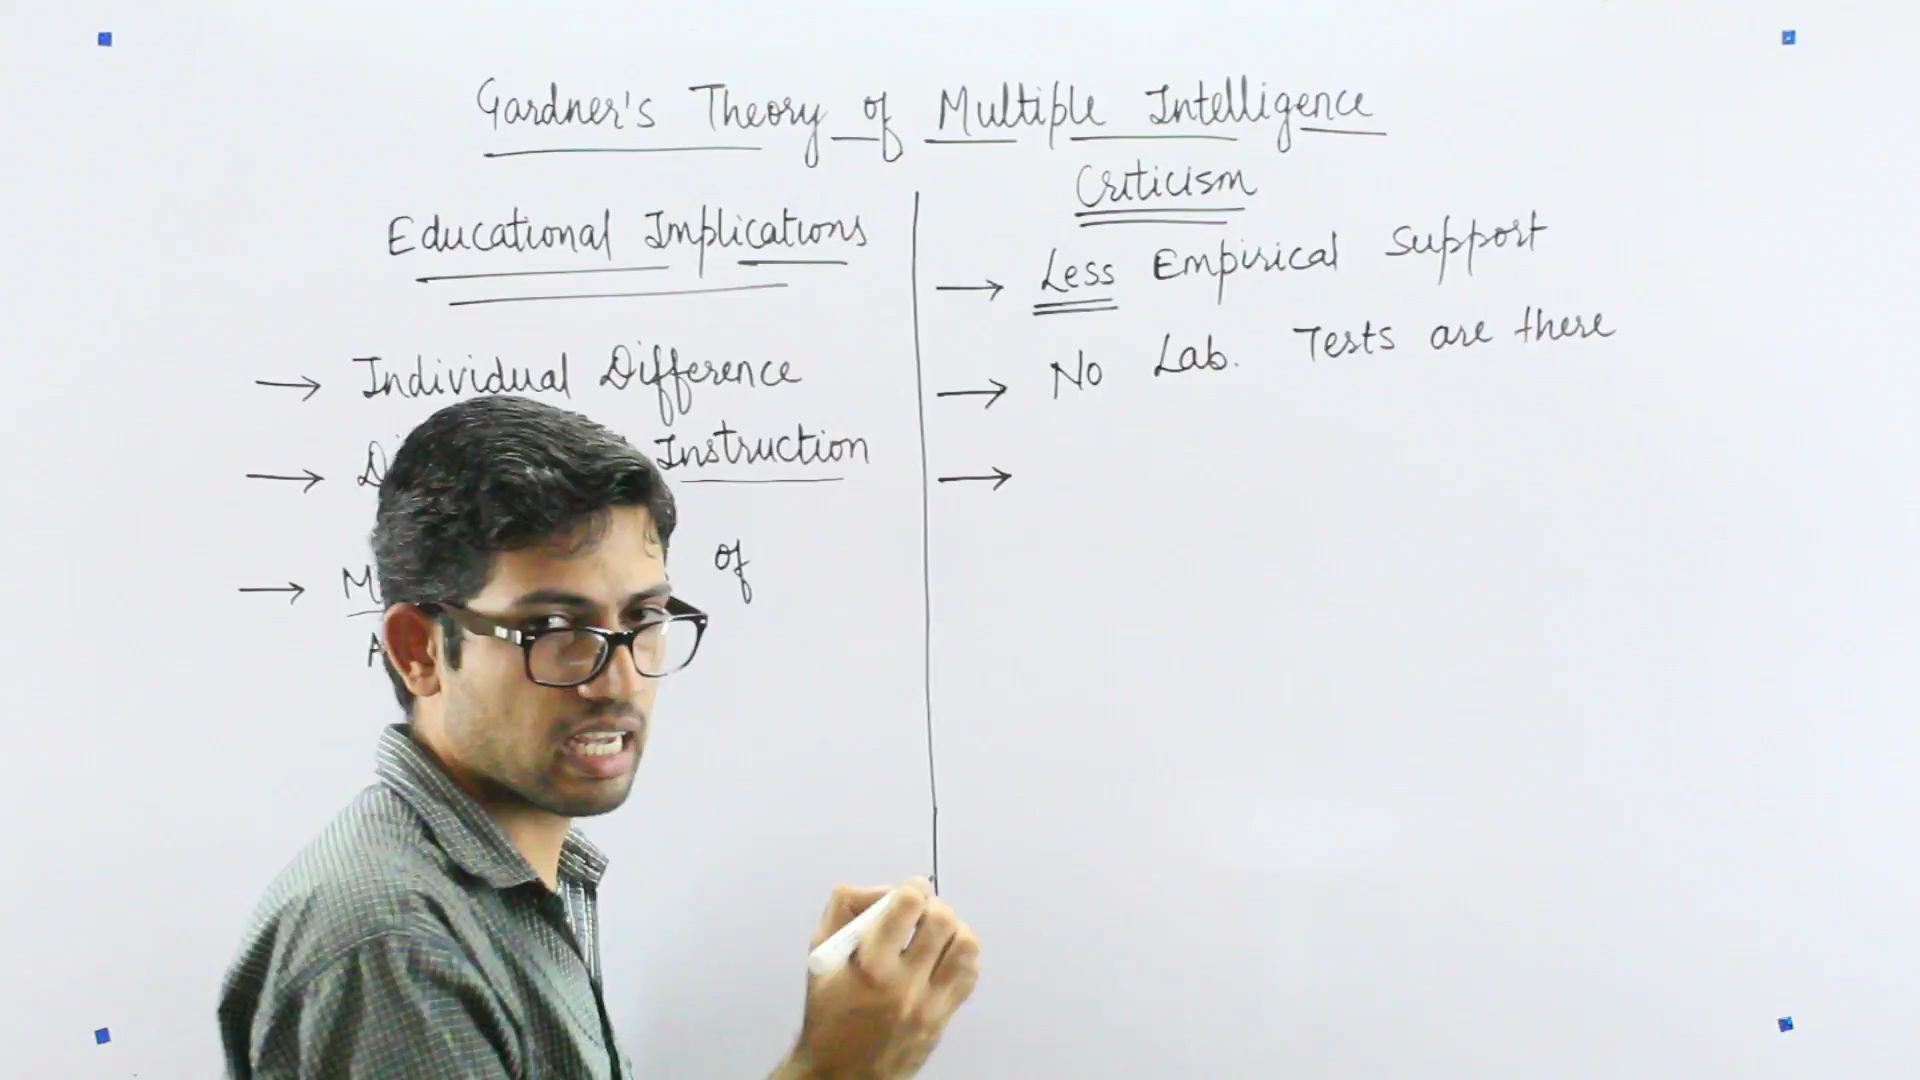 Gardner's Theory of Multiple Intelligence
Educational Implications
→ Individual Difference
→ Instruction
→ of
Criticism
→ Less Empirical Support
→ No Lab. Tests are there
→